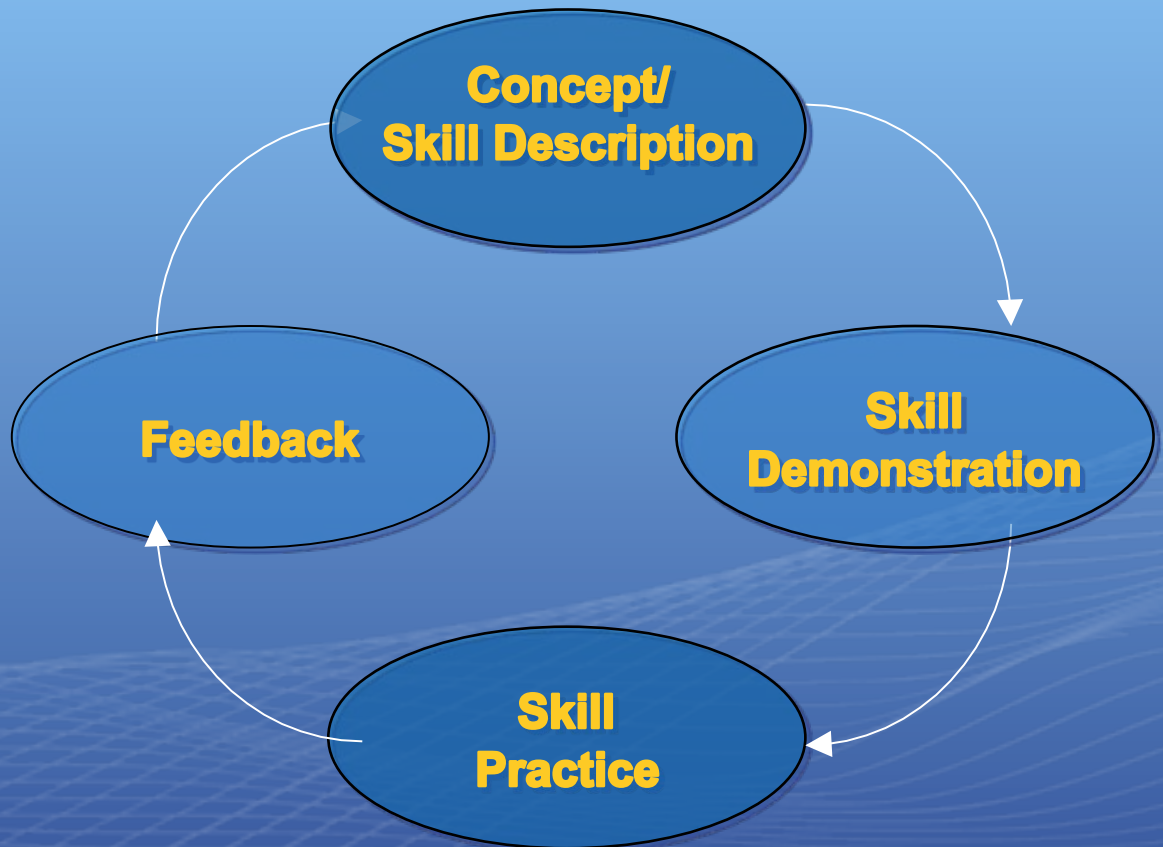 Concept/
Skill Description
Skill
Demonstration
Skill
Practice
Feedback